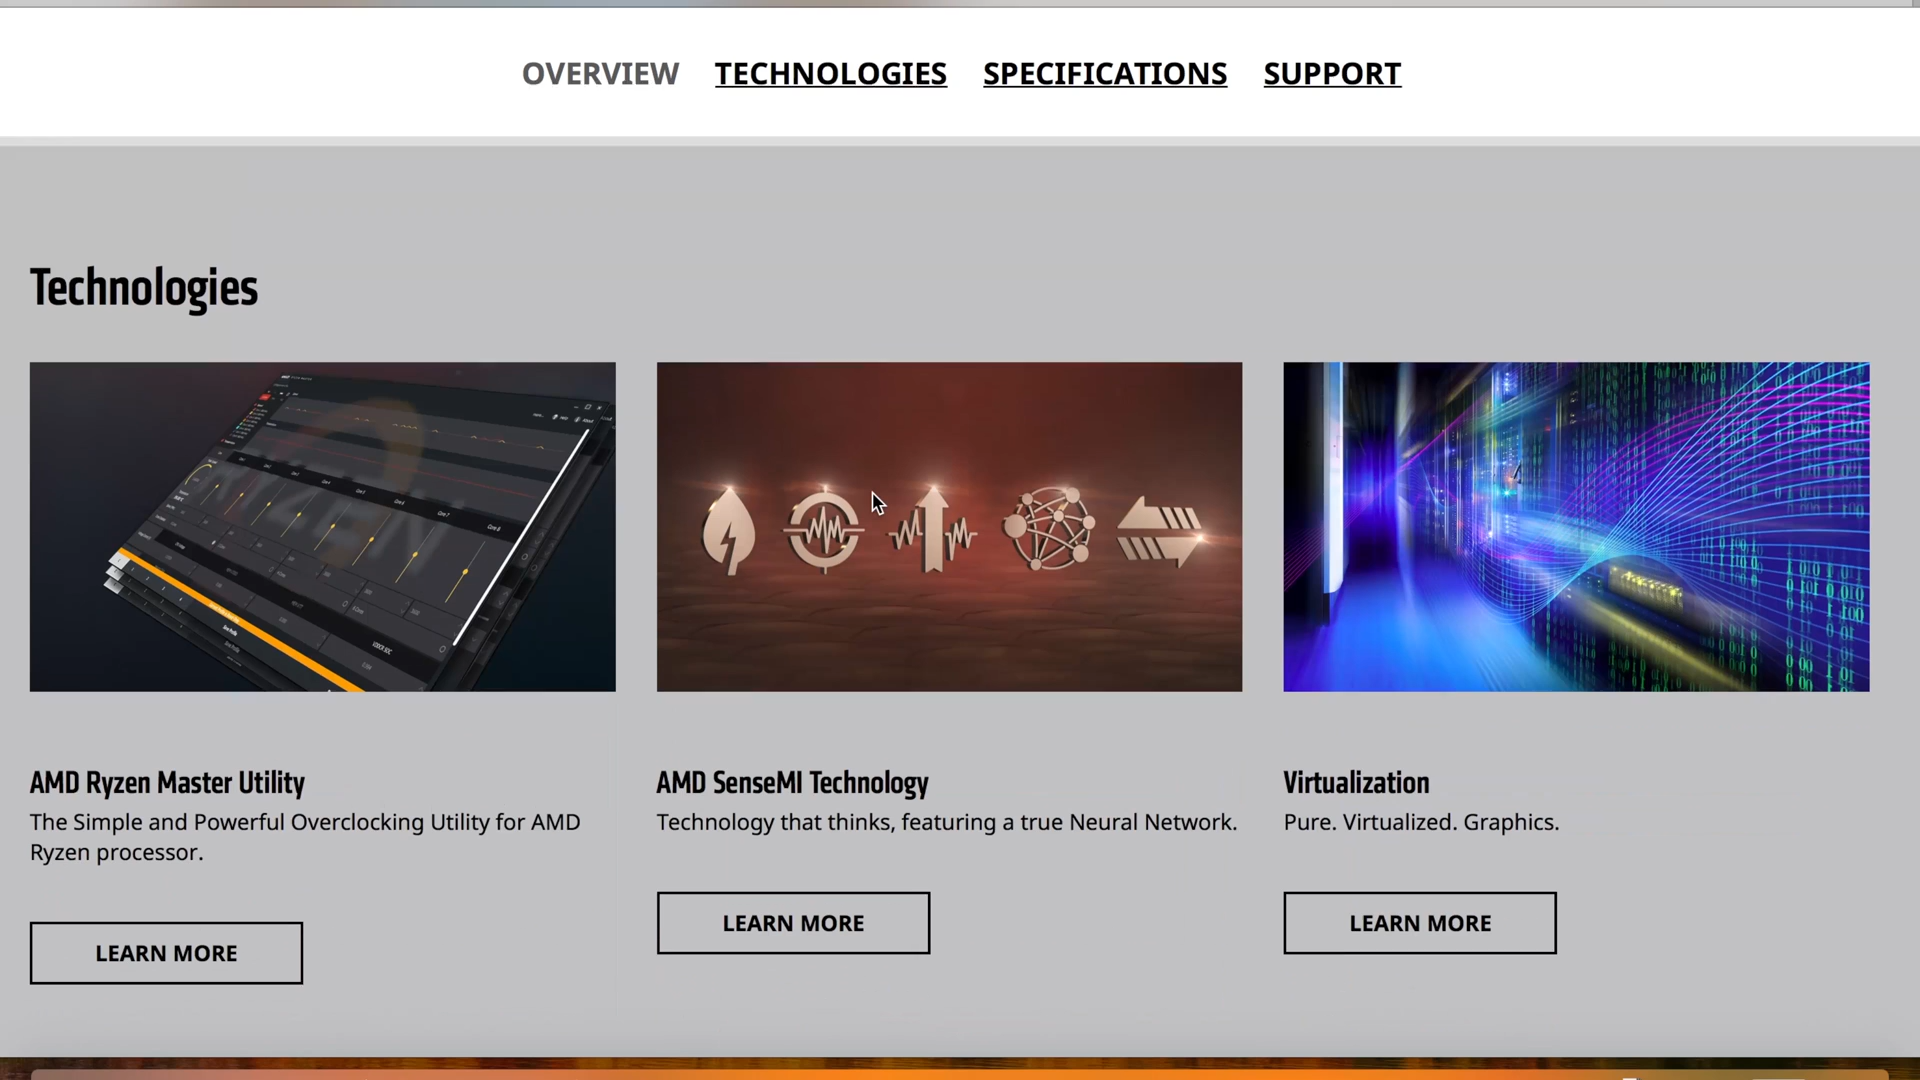 OVERVIEW TECHNOLOGIES SPECIFICATIONS SUPPORT
Technologies
RYZEN
AMD Ryzen Master Utility
The Simple and Powerful Overclocking Utility for AMD
Ryzen processor.
LEARN MORE
AMD SenseMI Technology
Technology that thinks, featuring a true Neural Network.
LEARN MORE
Virtualization
Pure. Virtualized. Graphics.
LEARN MORE